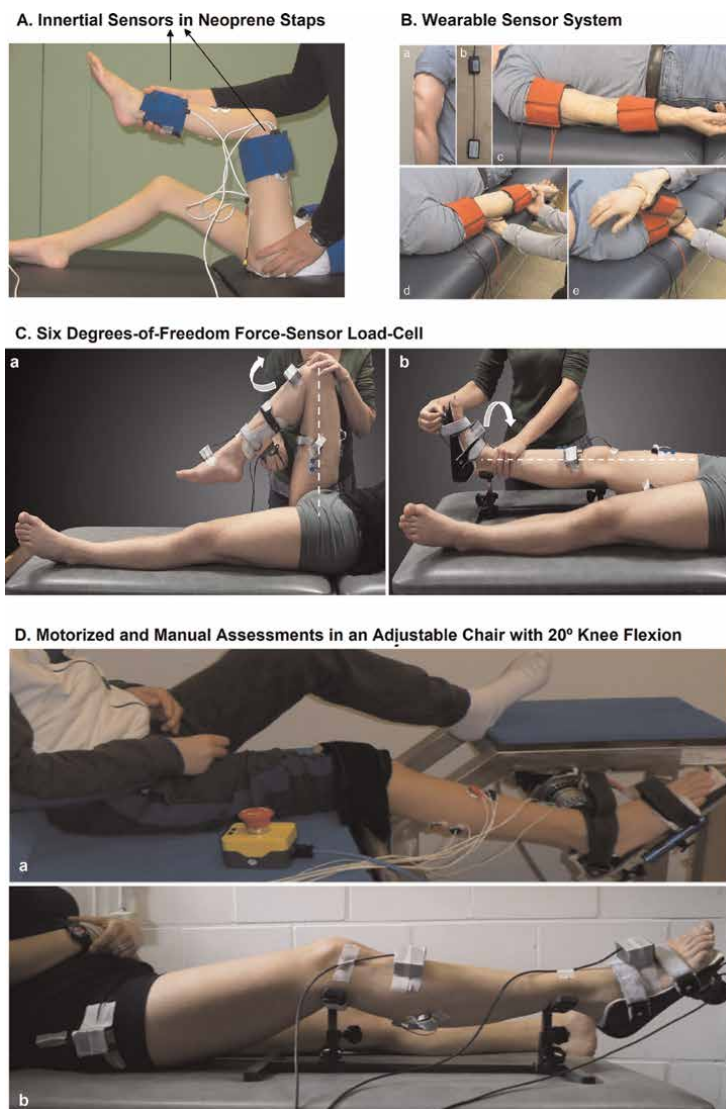 A. Innertial Sensors in Neoprene Staps
B. Wearable Sensor System
a
b
c
d
e
C. Six Degrees-of-Freedom Force-Sensor Load-Cell
a
b
D. Motorized and Manual Assessments in an Adjustable Chair with 20º Knee Flexion
a
b